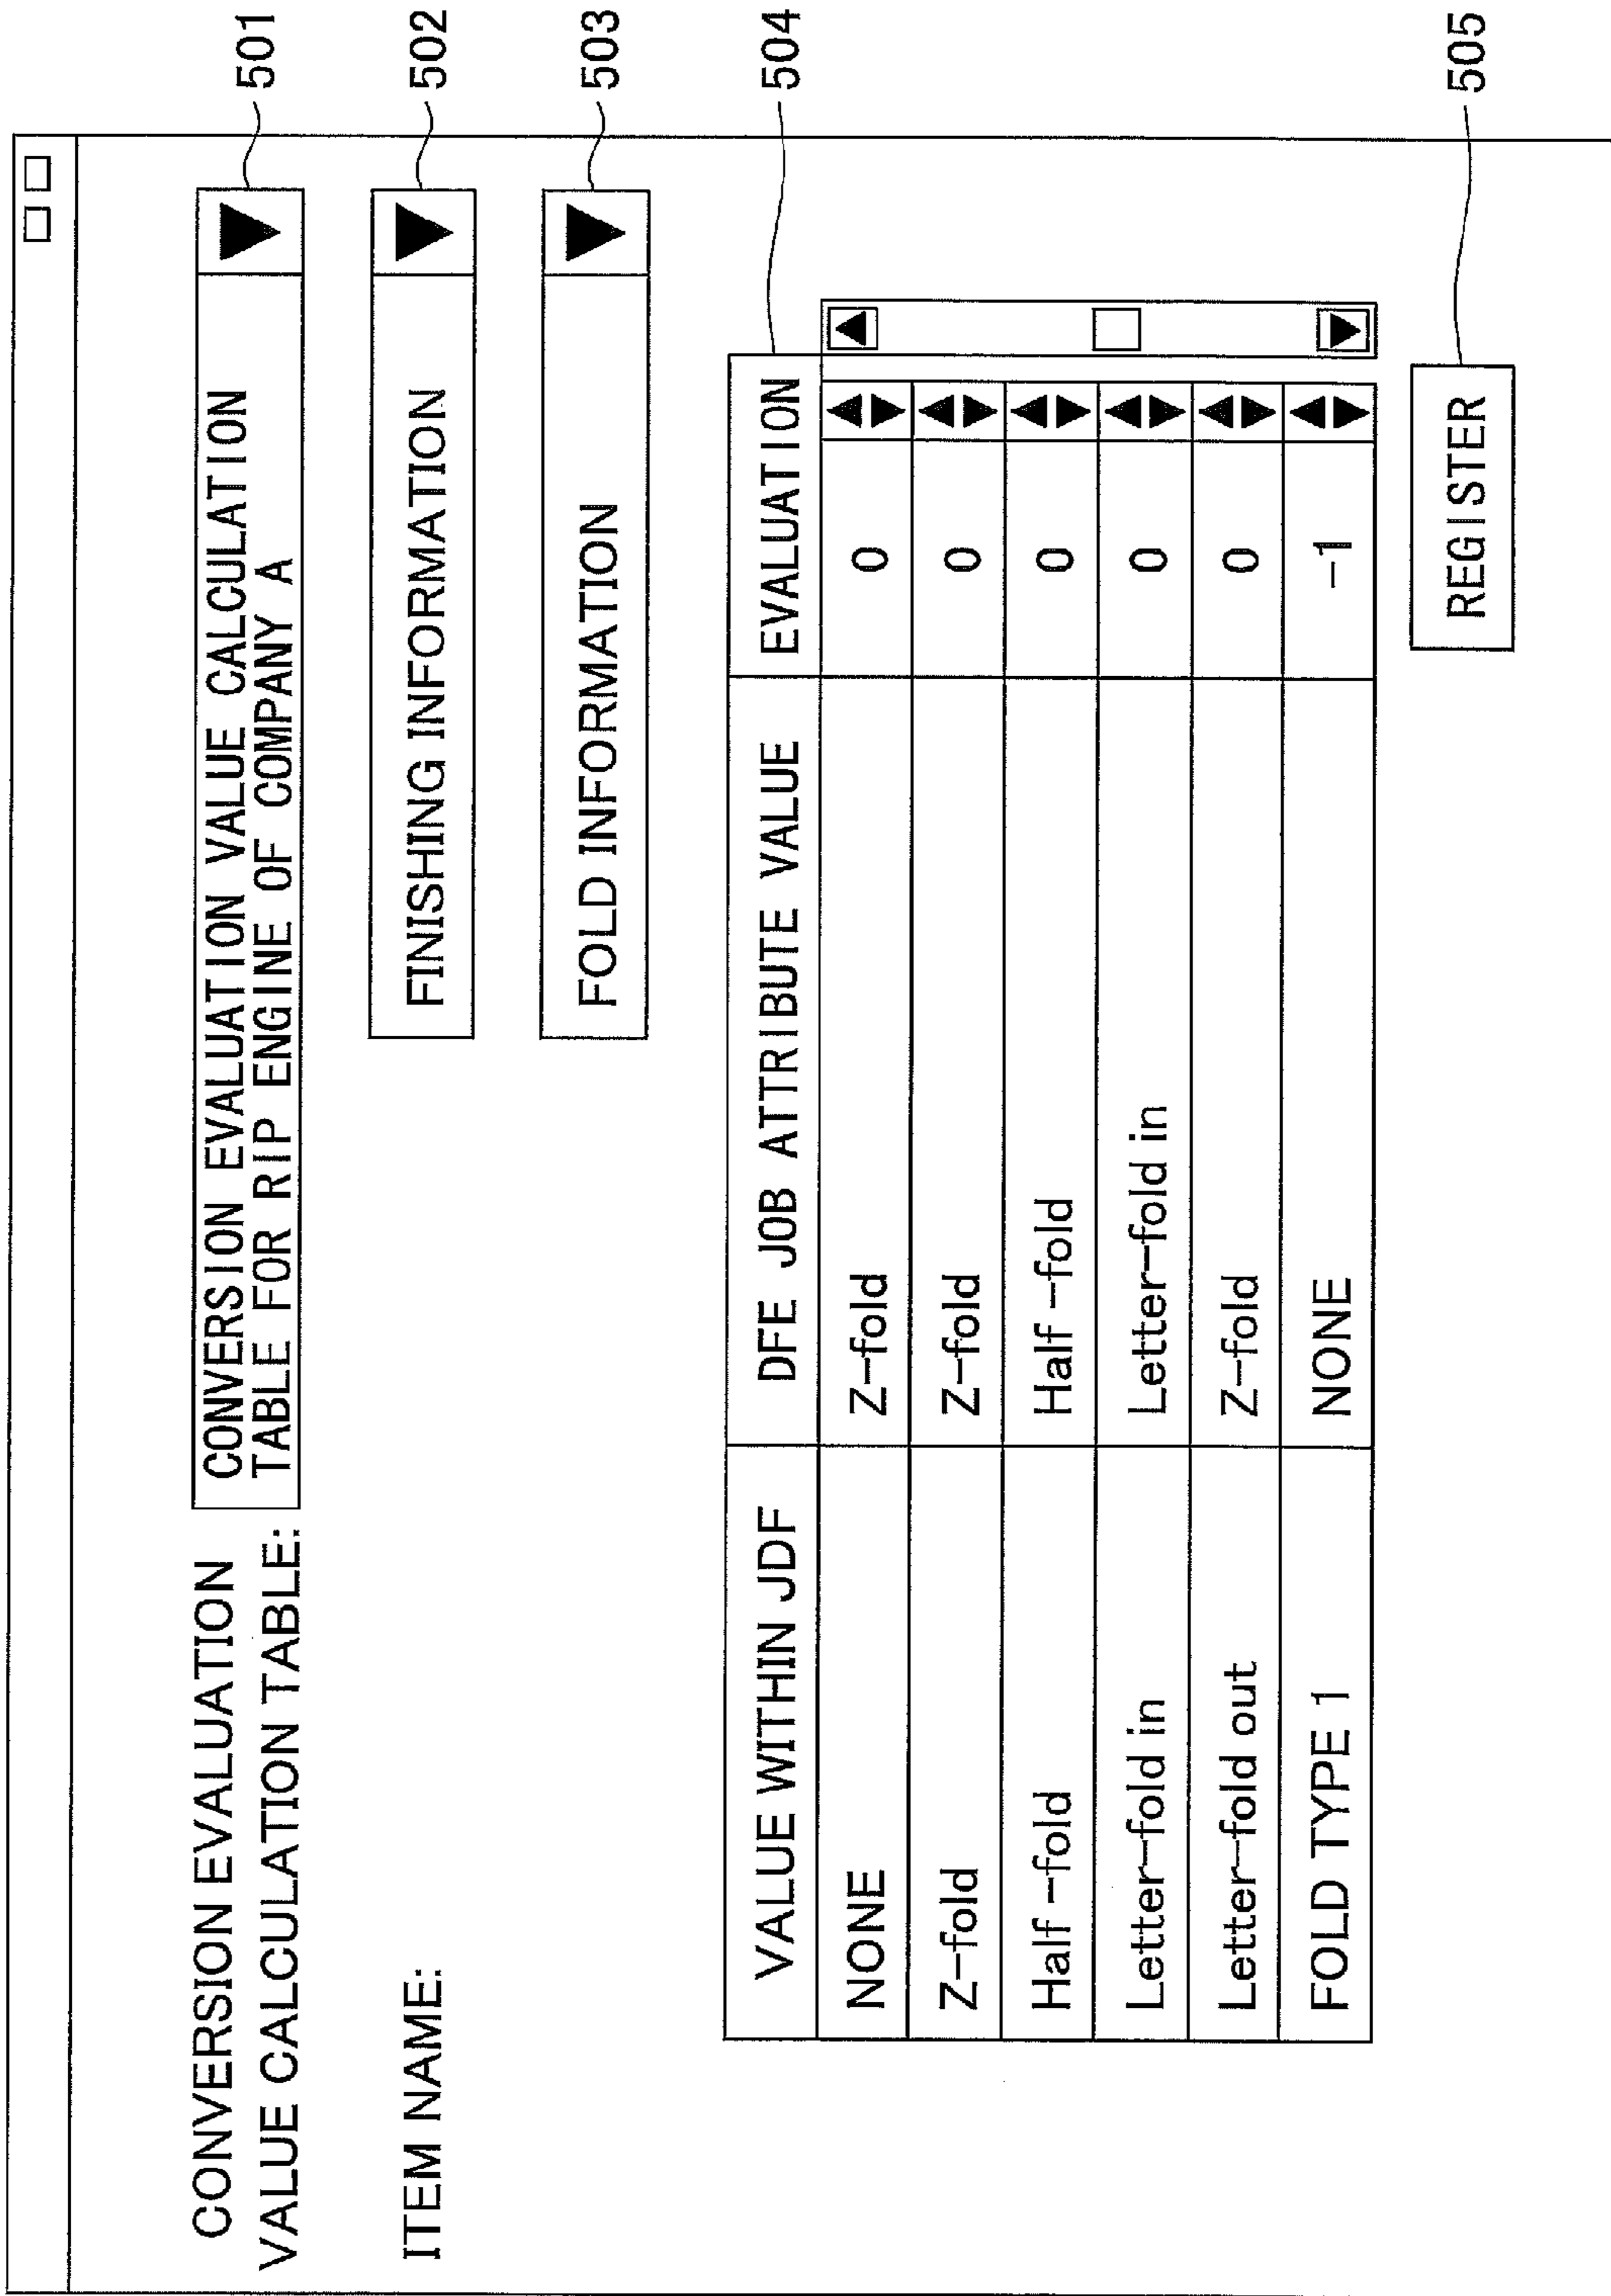 CONVERSION EVALUATION
VALUE CALCULATION TABLE:
CONVERSION EVALUATION VALUE CALCULATION
TABLE FOR RIP ENGINE OF COMPANY A
501
ITEM NAME:
FINISHING INFORMATION
502
FOLD INFORMATION
503
504
VALUE WITHIN JDF DFE JOB ATTRIBUTE VALUE EVALUATION
NONE Z-fold 0
Z-fold Z-fold 0
Half-fold Half-fold 0
Letter-fold in Letter-fold in 0
Letter-fold out Z-fold 0
FOLD TYPE 1 NONE -1
REGISTER
505